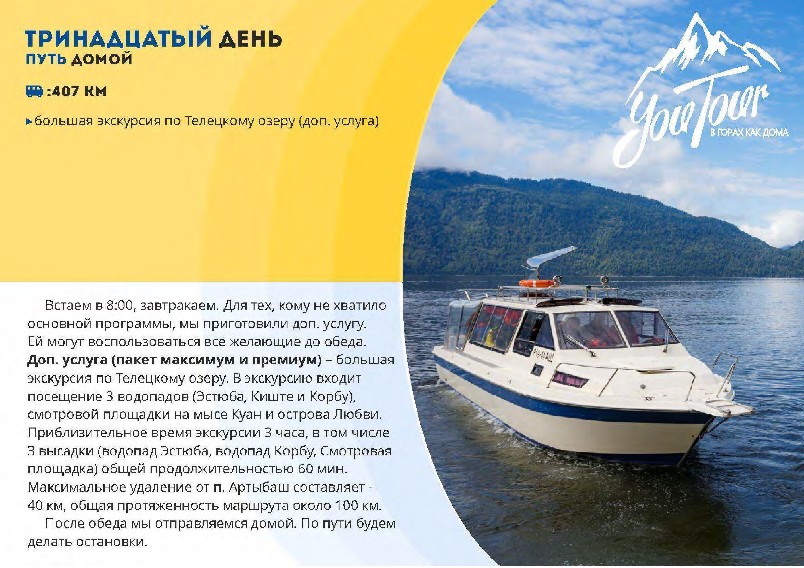 ТРИНАДЦАТЫЙ ДЕНЬ
ПУТЬ ДОМОЙ
:407 КМ
▸большая экскурсия по Телецкому озеру (доп. услуга)
You Tour
В ГОРАХ КАК ДОМА
Встаем в 8:00, завтракаем. Для тех, кому не хватило
основной программы, мы приготовили доп. услугу.
Ей могут воспользоваться все желающие до обеда.
Доп. услуга (пакет максимум и премиум) – большая
экскурсия по Телецкому озеру. В экскурсию входит
посещение 3 водопадов (Эстюба, Киште и Корбу),
смотровой площадки на мысе Куан и острова Любви.
Приблизительное время экскурсии 3 часа, в том числе
3 высадки (водопад Эстюба, водопад Корбу, Смотровая
площадка) общей продолжительностью 60 мин.
Максимальное удаление от п. Артыбаш составляет -
40 км, общая протяженность маршрута около 100 км.
После обеда мы отправляемся домой. По пути будем
делать остановки.